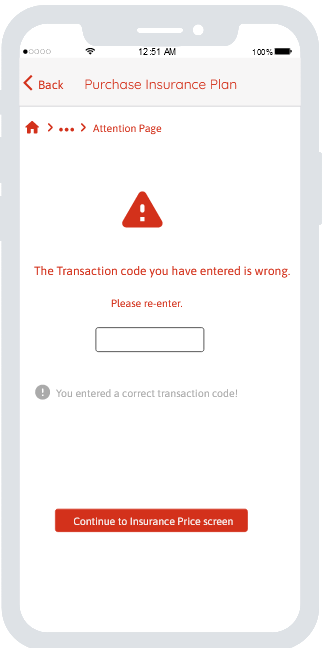 12:51 AM
100%
Back
Purchase Insurance Plan
Attention Page
The Transaction code you have entered is wrong.
Please re-enter.
You entered a correct transaction code!
Continue to Insurance Price screen